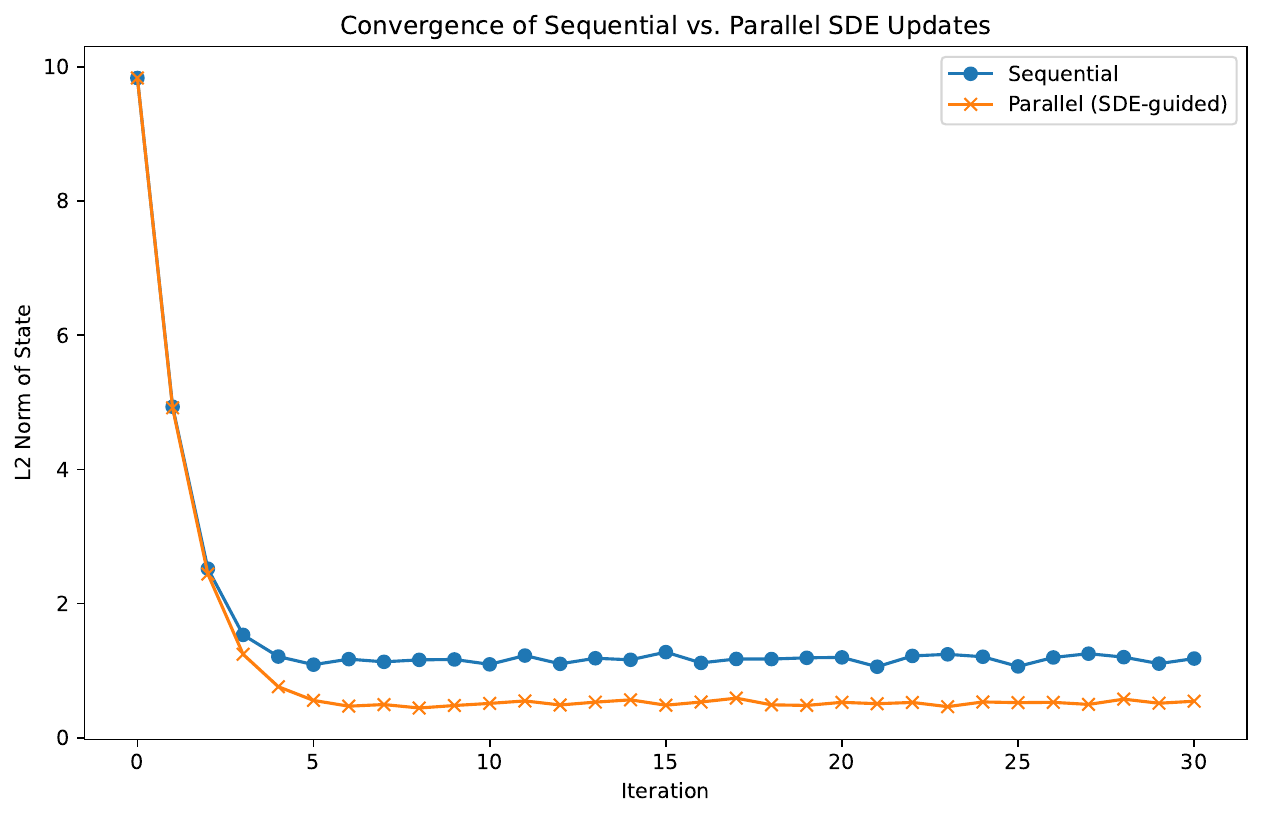 Convergence of Sequential vs. Parallel SDE Updates
Sequential
Parallel (SDE-guided)
L2 Norm of State
10
8
6
4
2
0
0 5 10 15 20 25 30
Iteration